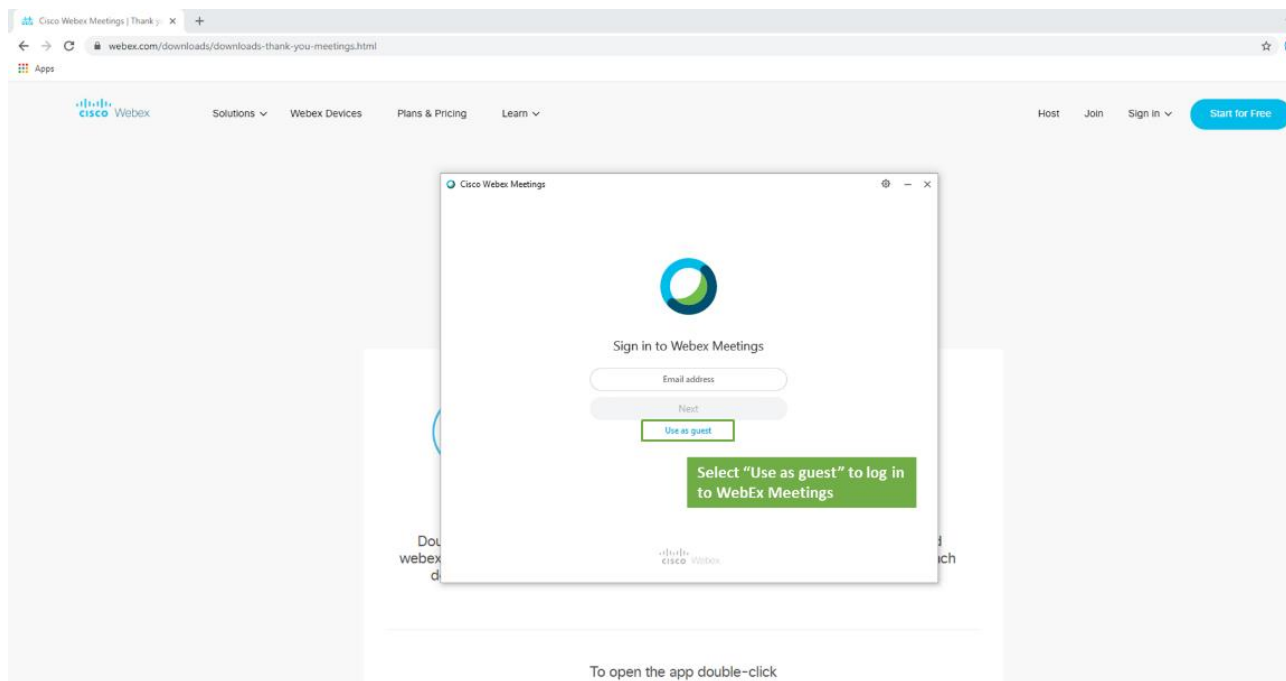 Cisco Webex Meetings | Thank y
webex.com/downloads/downloads-thank-you-meetings.html
Apps
CISCO Webex Solutions Webex Devices Plans & Pricing Learn Host Join Sign In Start for Free
Cisco Webex Meetings
Sign in to Webex Meetings
Email address
Next
Use as guest
Select “Use as guest” to log in
to WebEx Meetings
Dou
webex
d
ach
CISCO Webex
To open the app double-click